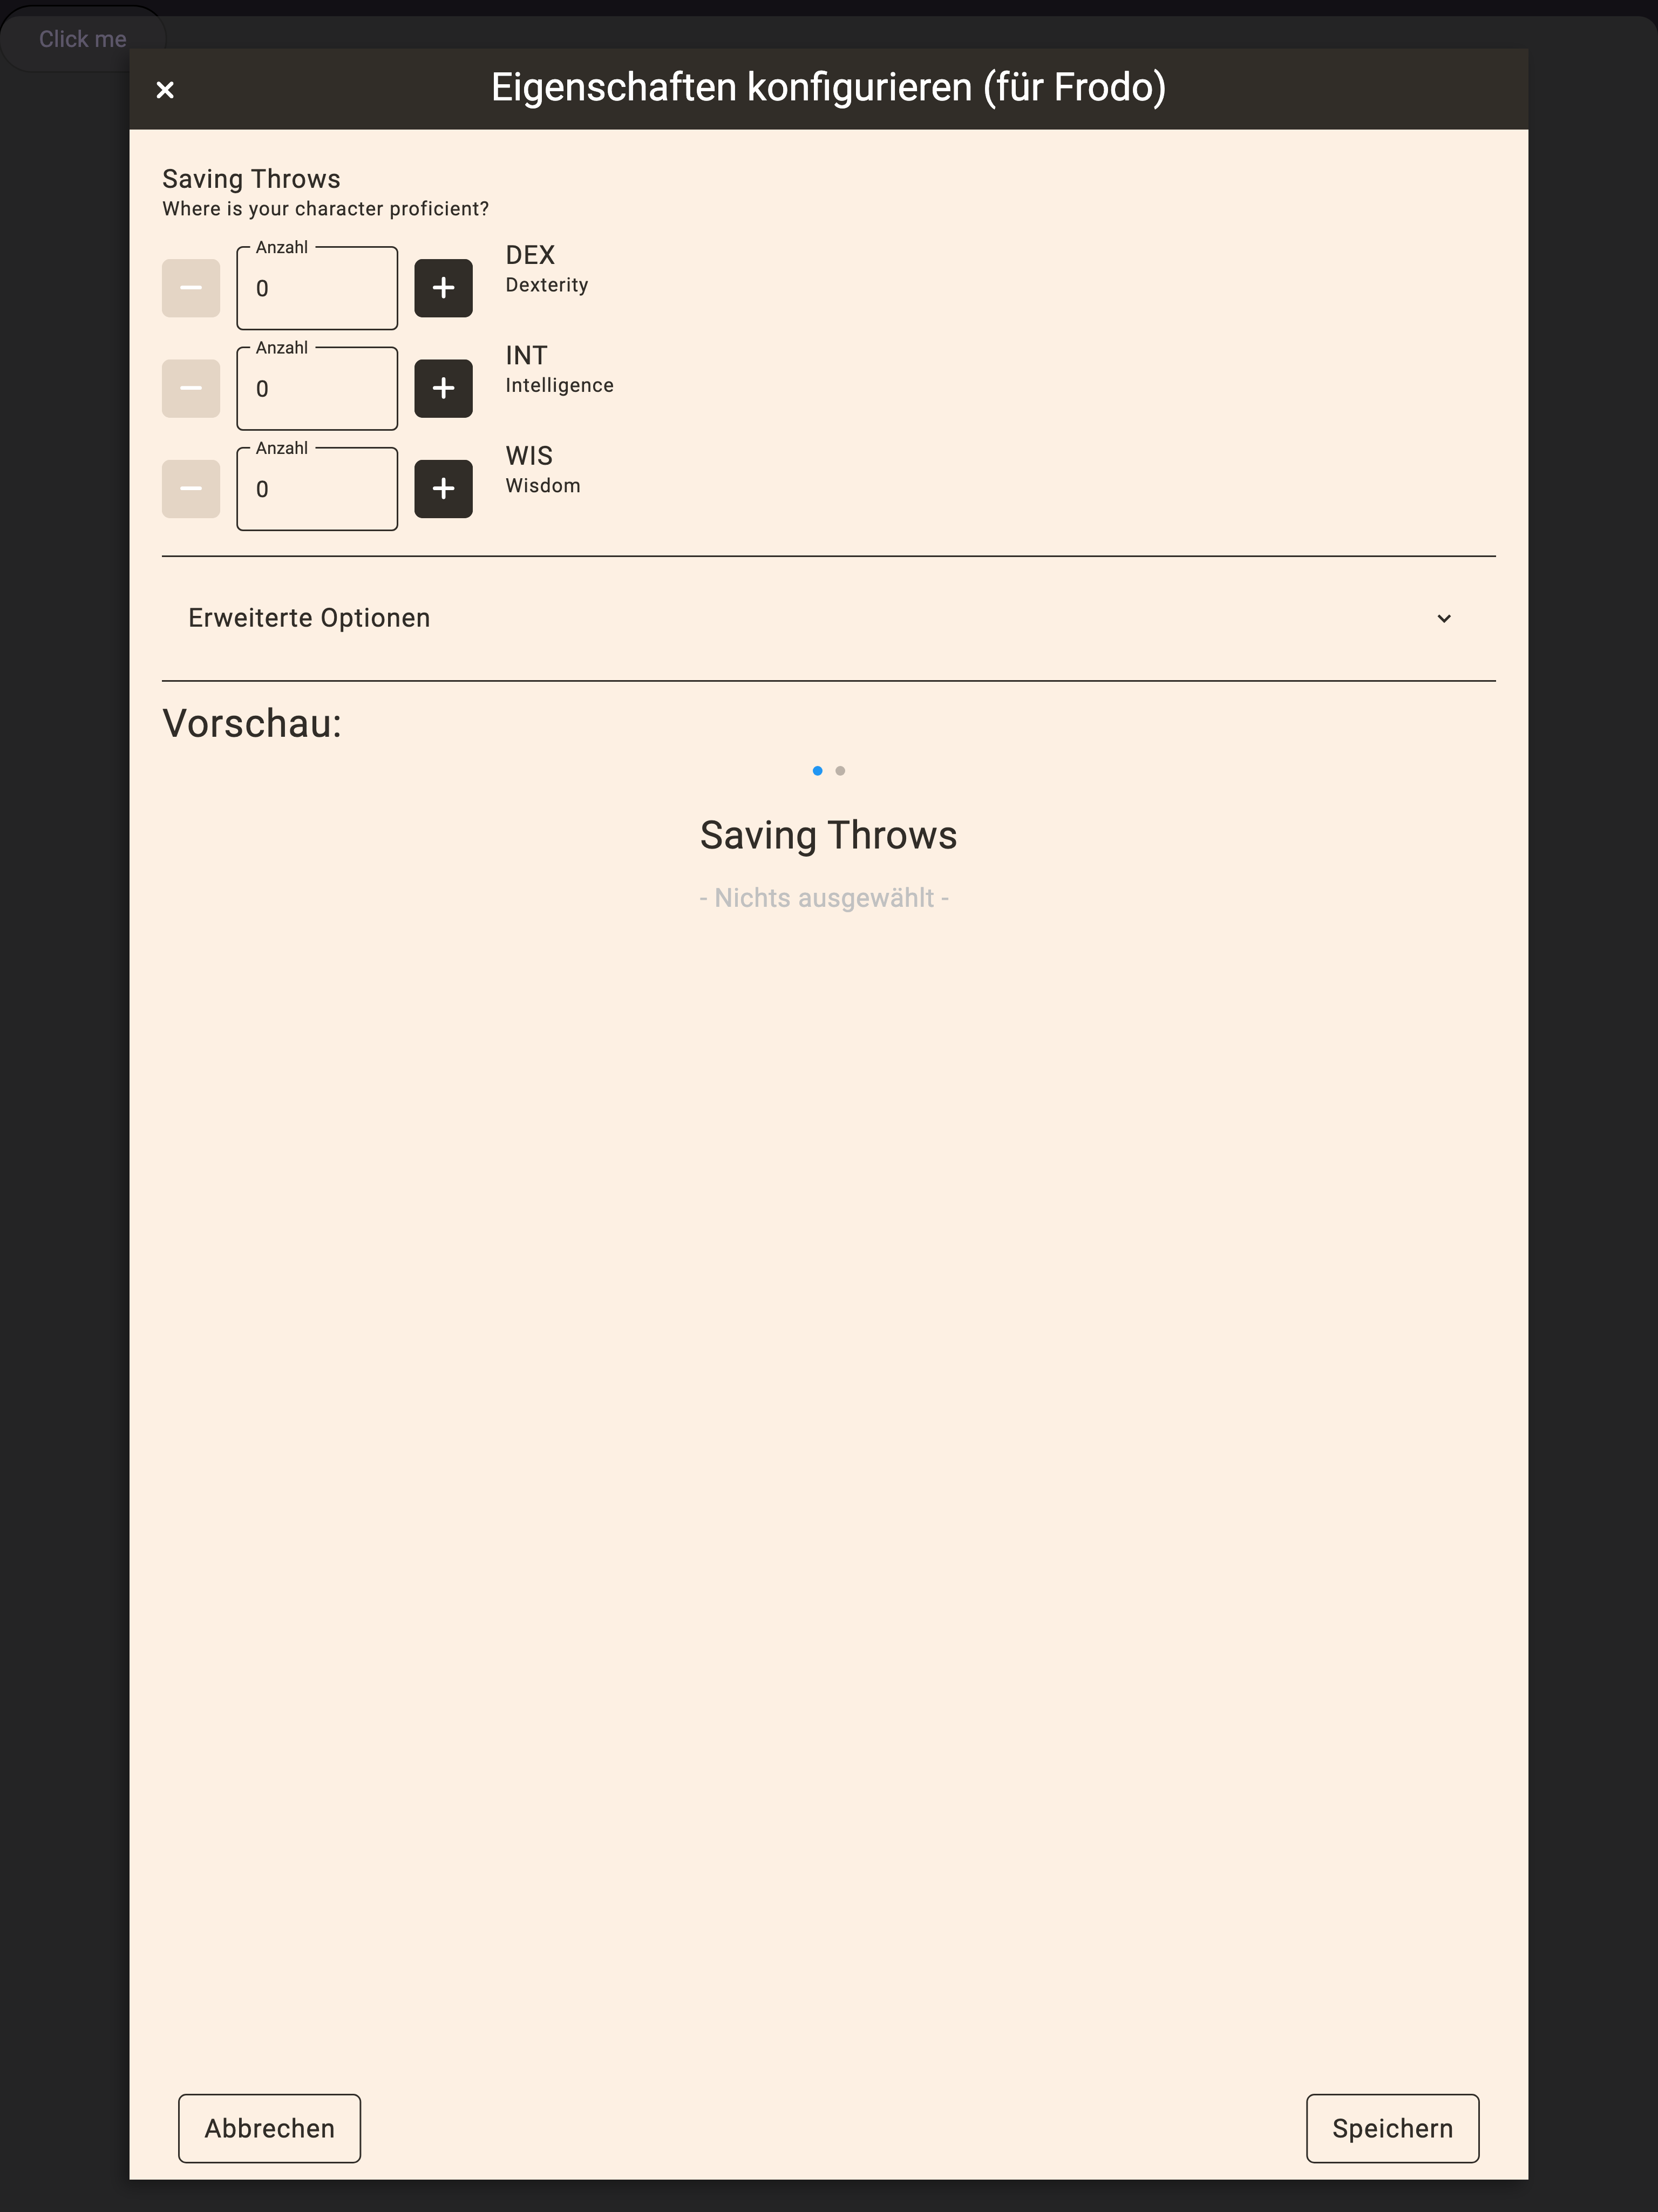 Click me
Eigenschaften konfigurieren (für Frodo)
Saving Throws
Where is your character proficient?
Anzahl
0
DEX
Dexterity
Anzahl
0
INT
Intelligence
Anzahl
0
WIS
Wisdom
Erweiterte Optionen
Vorschau:
Saving Throws
- Nichts ausgewählt -
Abbrechen
Speichern